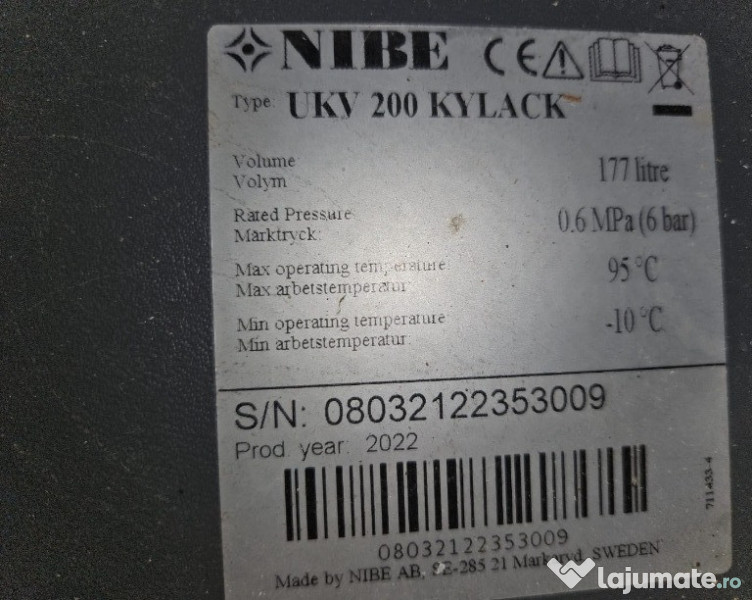 NIBE
Type: UKV 200 KYLACK
Volume
Volym 177 litre
Rated Pressure
Märktryck: 0.6 MPa (6 bar)
Max operating temperature
Max.arbetstemperatur 95 °C
Min operating temperature
Min arbetstemperatur: -10 °C
S/N: 08032122353009
Prod. year: 2022
08032122353009
Made by NIBE AB, SE-285 21 Markaryd, SWEDEN
711433-4
lajumate.ro